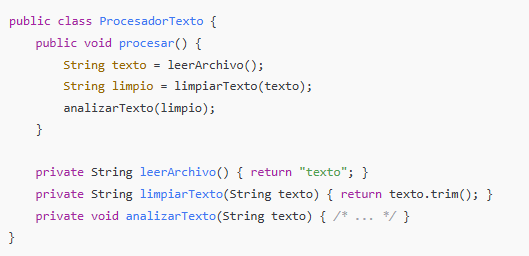 public class ProcesadorTexto {
    public void procesar() {
        String texto = leerArchivo();
        String limpio = limpiarTexto(texto);
        analizarTexto(limpio);
    }

    private String leerArchivo() { return "texto"; }
    private String limpiarTexto(String texto) { return texto.trim(); }
    private void analizarTexto(String texto) { /* ... */ }
}